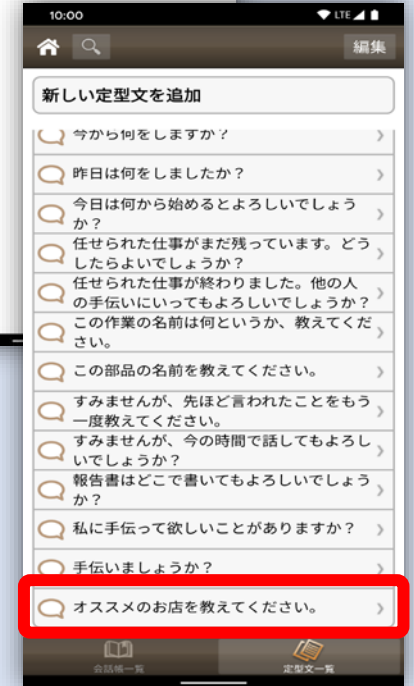 10:00
LTE
編集
新しい定型文を追加
今から何をしますか？
昨日は何をしましたか？
今日は何から始めるとよろしいでしょう
か？
任せられた仕事がまだ残っています。どう
したらよいでしょうか？
任せられた仕事が終わりました。他の人
の手伝いにいってもよろしいでしょうか？
この作業の名前は何というか、教えてくだ
さい。
この部品の名前を教えてください。
すみませんが、先ほど言われたことをもう
一度教えてください。
すみませんが、今の時間で話してもよろし
いでしょうか？
報告書はどこで書いてもよろしいでしょう
か？
私に手伝って欲しいことがありますか？
手伝いましょうか？
オススメのお店を教えてください。
会話帳一覧
定型文一覧